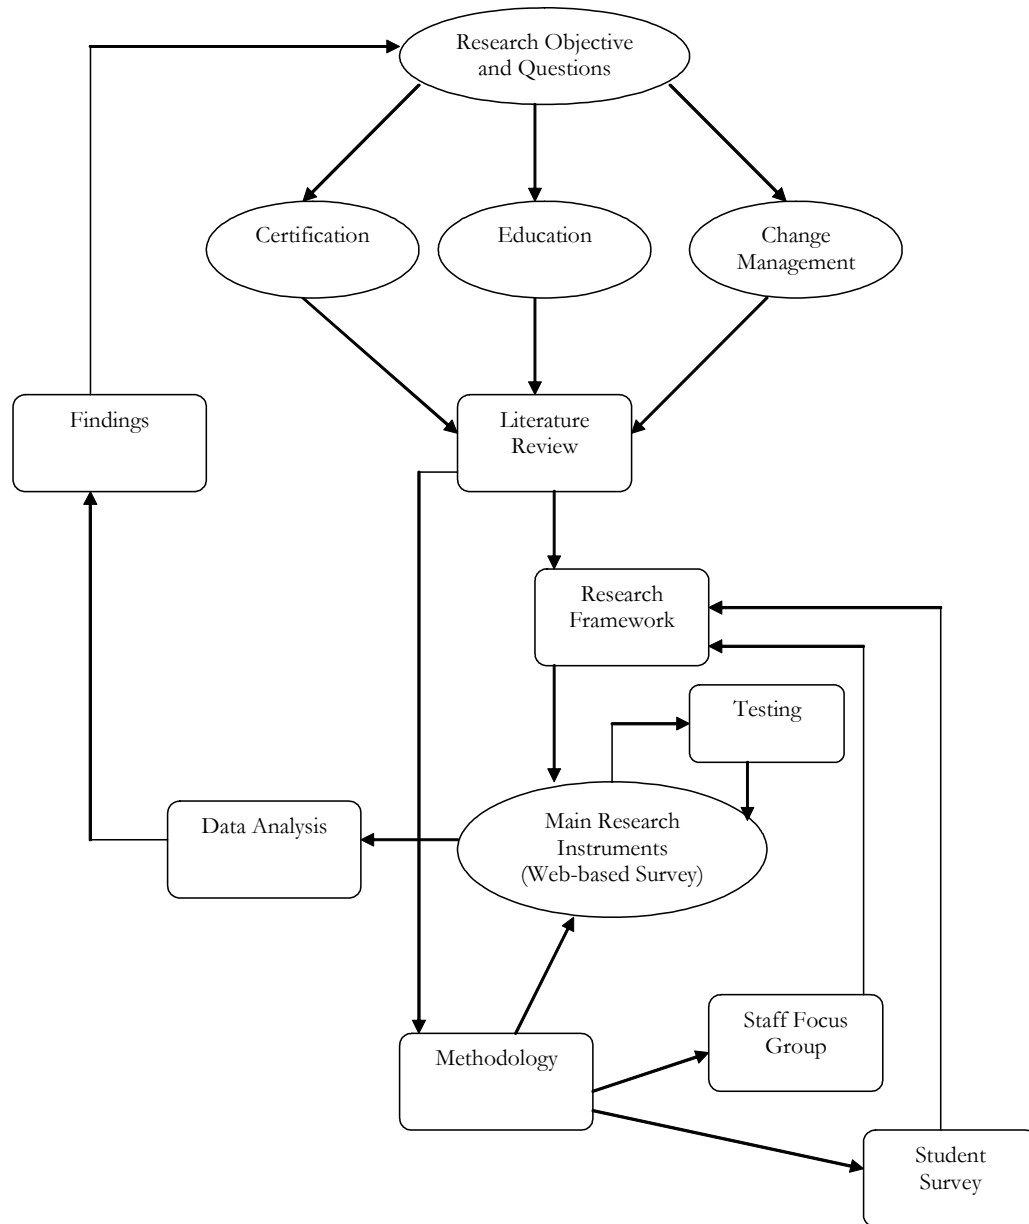 Research Objective
and Questions
Certification
Education
Change
Management
Findings
Literature
Review
Research
Framework
Testing
Data Analysis
Main Research
Instruments
(Web-based Survey)
Staff Focus
Group
Methodology
Student
Survey